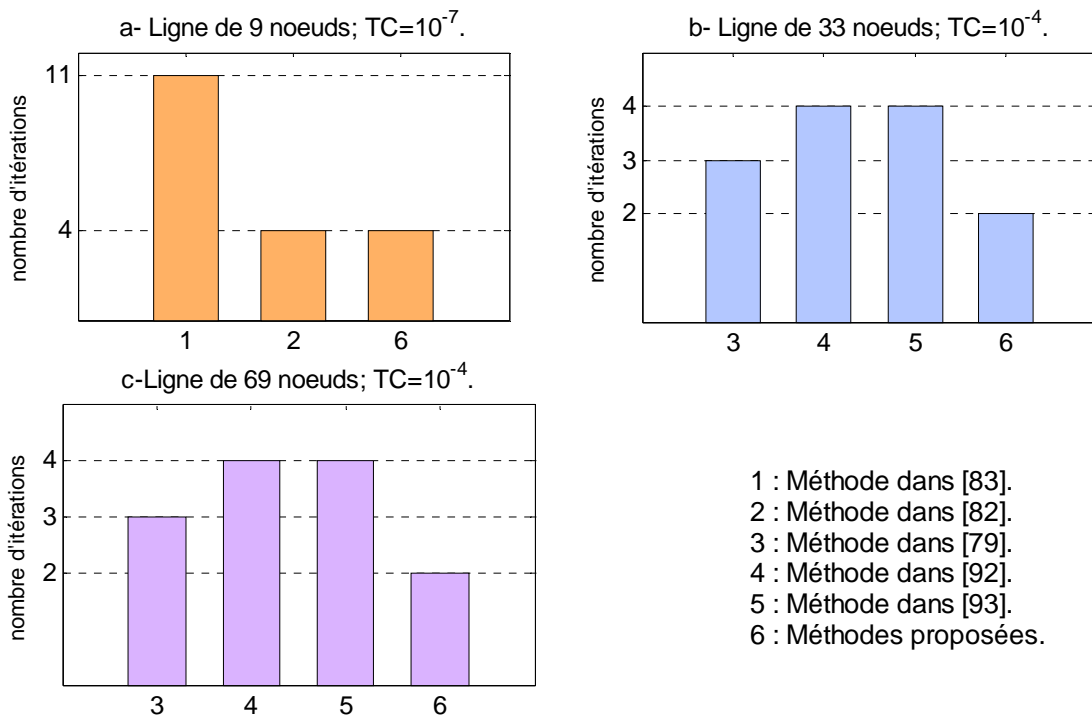 a- Ligne de 9 noeuds; TC=10⁻⁷.
nombre d'itérations
11
4
1 2 6
b- Ligne de 33 noeuds; TC=10⁻⁴.
nombre d'itérations
4
3
2
3 4 5 6
c-Ligne de 69 noeuds; TC=10⁻⁴.
nombre d'itérations
4
3
2
3 4 5 6
1 : Méthode dans [83].
2 : Méthode dans [82].
3 : Méthode dans [79].
4 : Méthode dans [92].
5 : Méthode dans [93].
6 : Méthodes proposées.